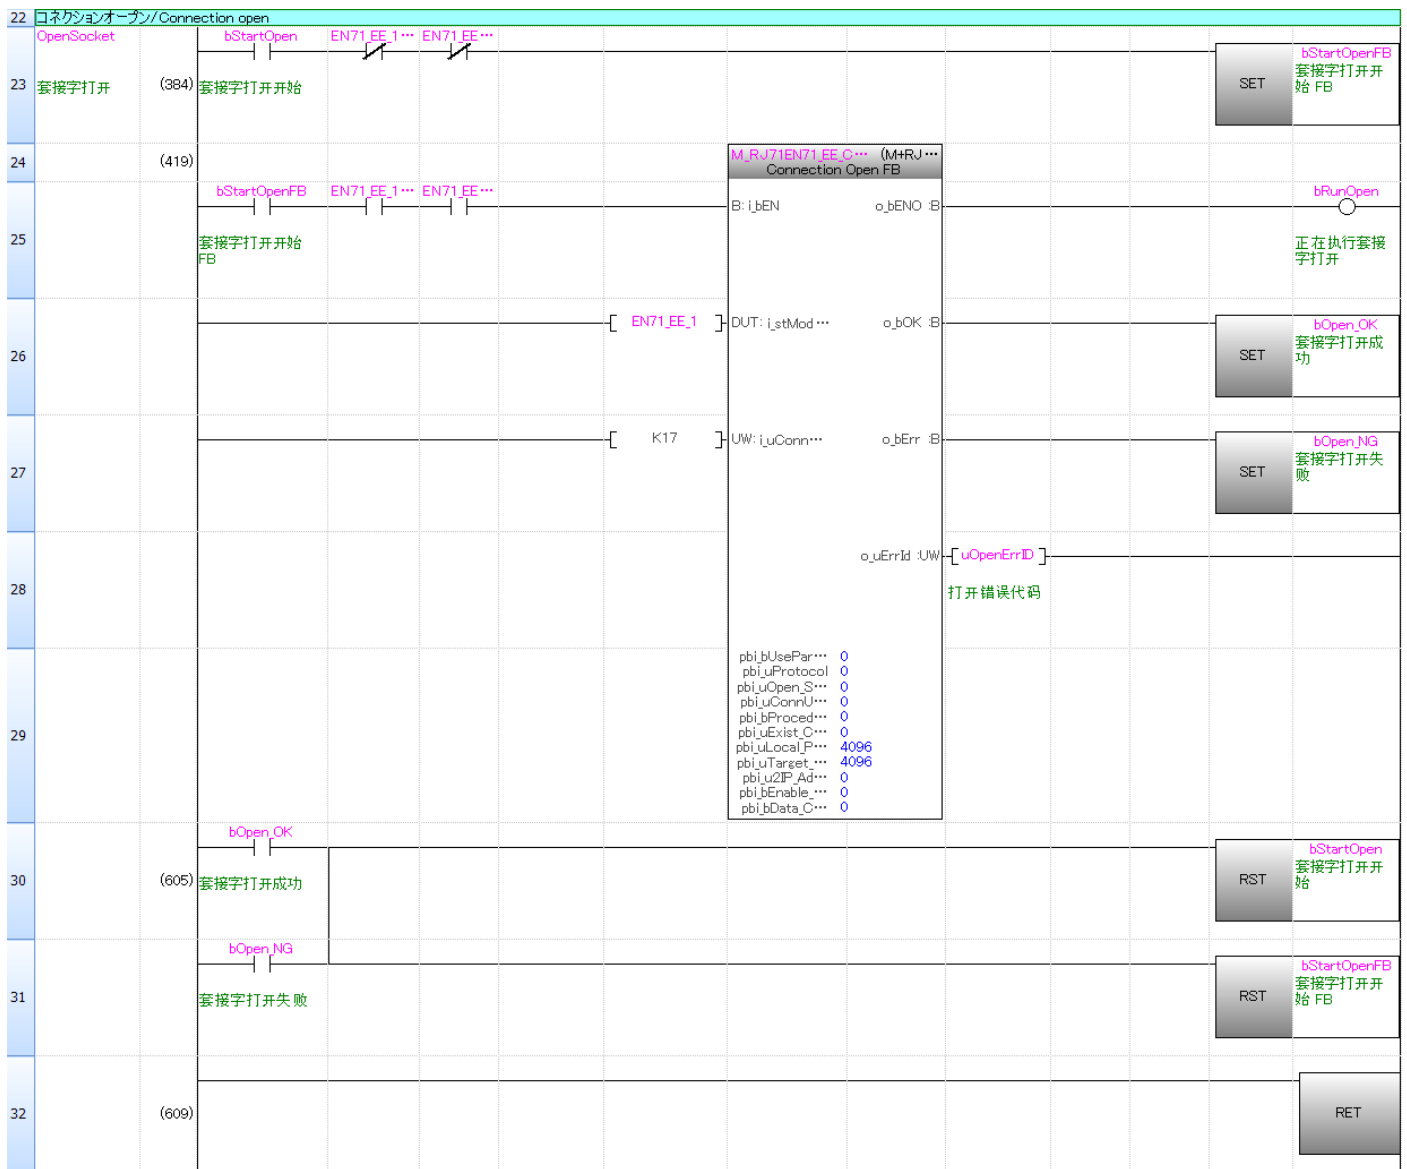 22 コネクションオープン/Connection open
OpenSocket bStartOpen EN71_EE_1… EN71_EE… bStartOpenFB
23 套接字打开 (384) 套接字打开开始 SET 套接字打开开
始 FB
24 (419) M_RJ71EN71_EE_C… (M+RJ…
Connection Open FB
bStartOpenFB EN71_EE_1… EN71_EE… B: i_bEN o_bENO :B bRunOpen
25 套接字打开开始
FB
正在执行套接
字打开
[ EN71_EE_1 ] DUT: i_stMod… o_bOK :B bOpen_OK
26 SET 套接字打开成
功
[ K17 ] UW: i_uConn… o_bErr :B bOpen_NG
27 SET 套接字打开失
败
o_uErrId :UW [ uOpenErrID ]
28 打开错误代码
29
pbi_bUsePar… 0
pbi_uProtocol 0
pbi_uOpen_S… 0
pbi_uConnU… 0
pbi_bProced… 0
pbi_uExist_C… 0
pbi_uLocal_P… 4096
pbi_uTarget_… 4096
pbi_u2IP_Ad… 0
pbi_bEnable_… 0
pbi_bData_C… 0
bOpen_OK bStartOpen
30 (605) 套接字打开成功 RST 套接字打开开
始
bOpen_NG bStartOpenFB
31 套接字打开失败 RST 套接字打开开
始 FB
32 (609) RET